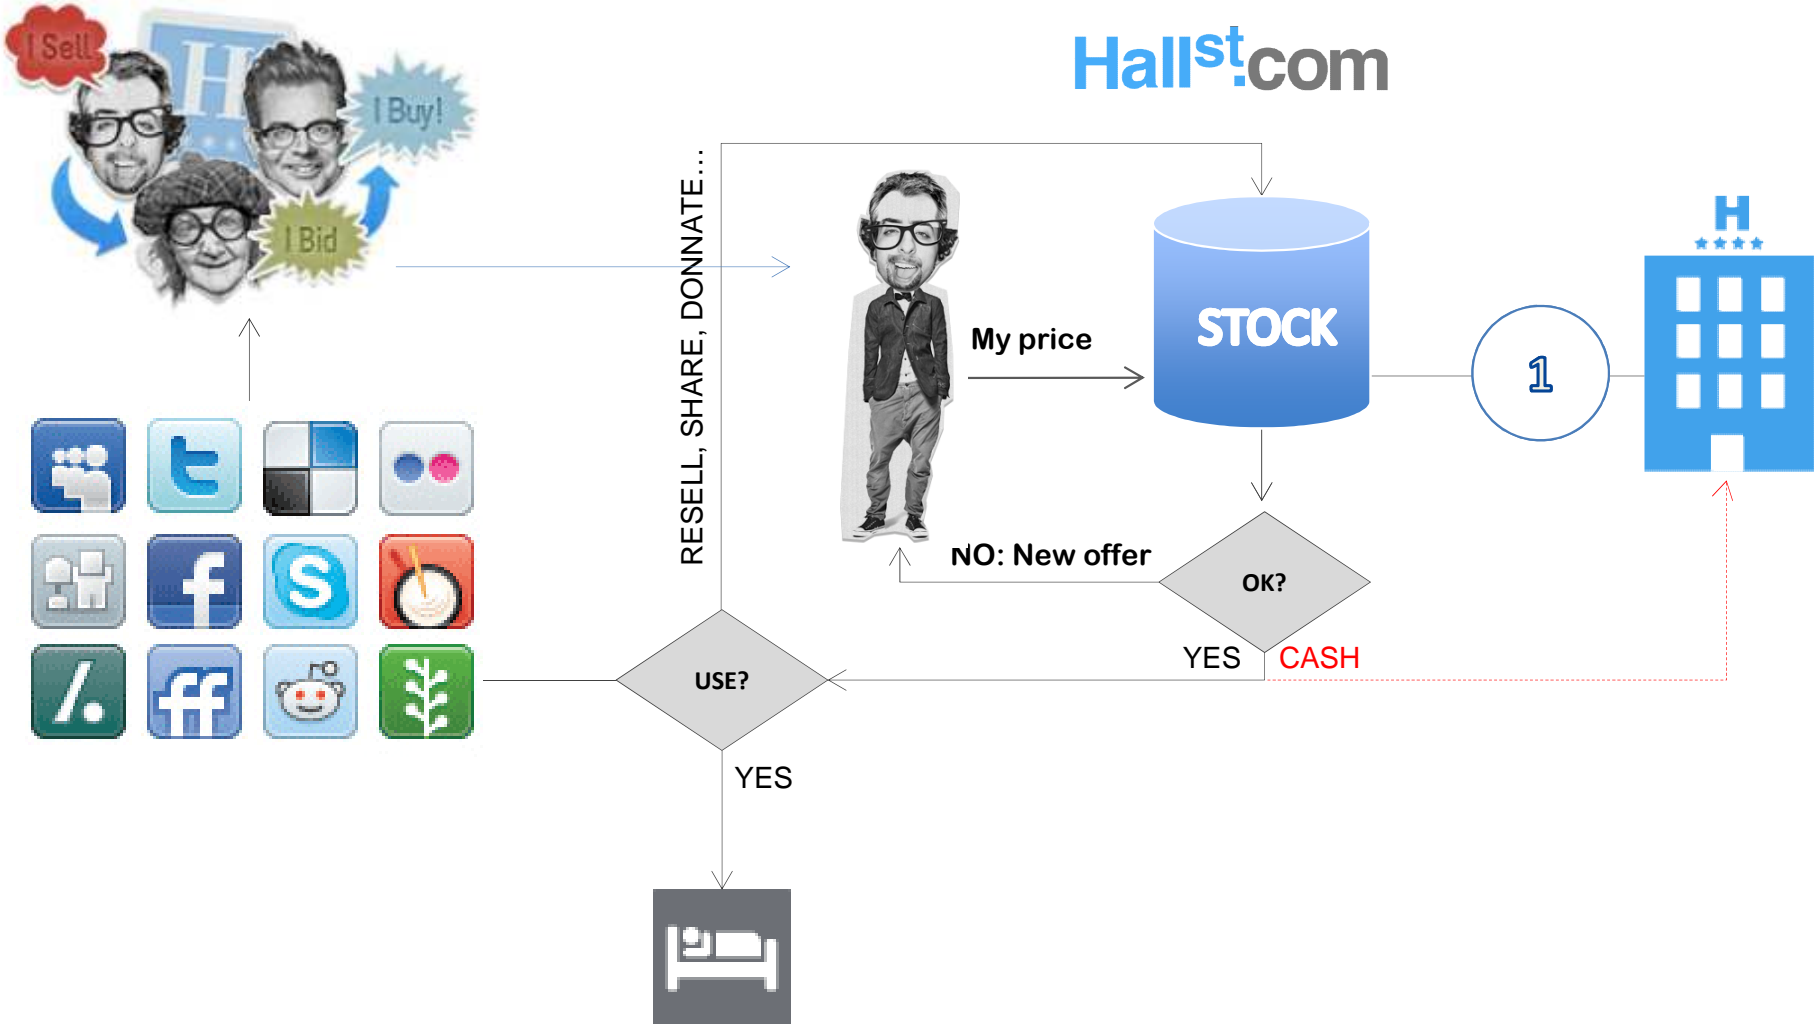 I Sell
H
I Buy!
I Bid
Hallst.com
RESELL, SHARE, DONNATE...
My price
STOCK
1
H
NO: New offer
OK?
YES
CASH
USE?
YES